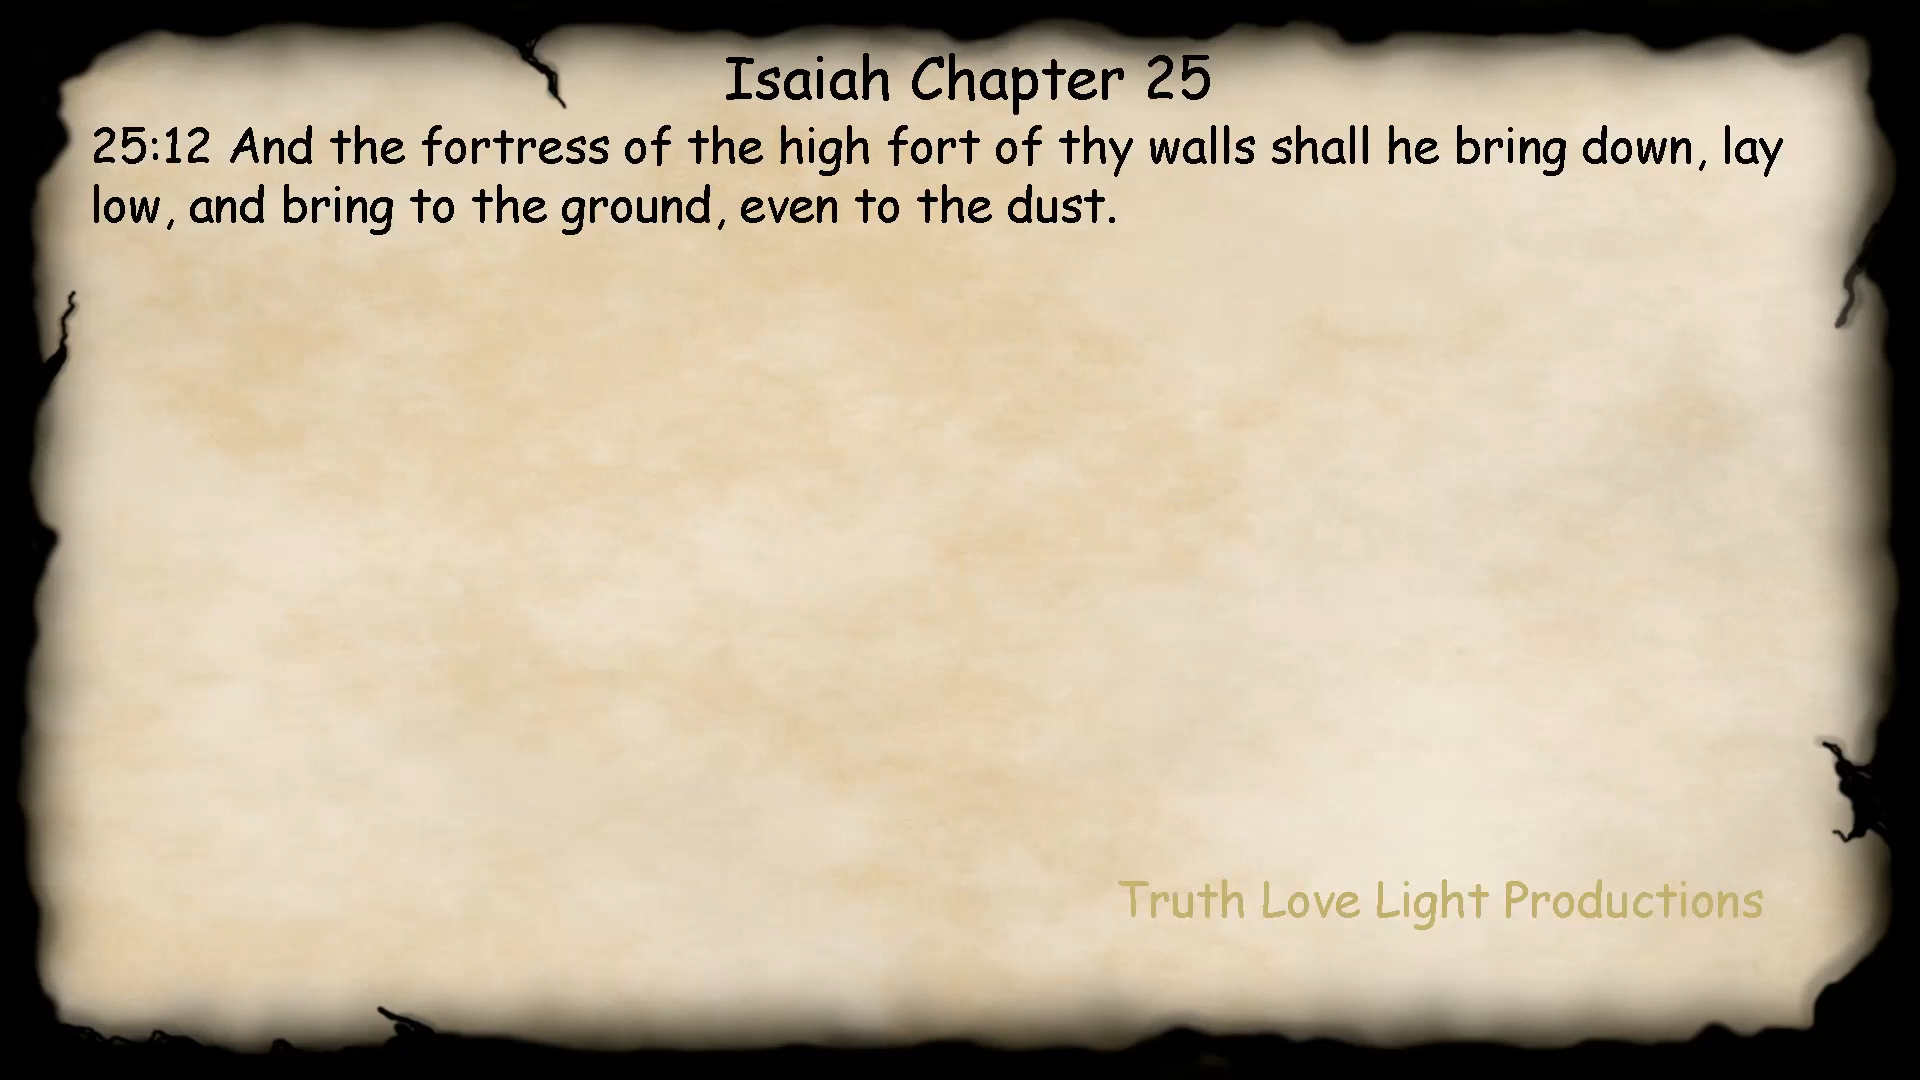 Isaiah Chapter 25
25:12 And the fortress of the high fort of thy walls shall he bring down, lay
low, and bring to the ground, even to the dust.
Truth Love Light Productions